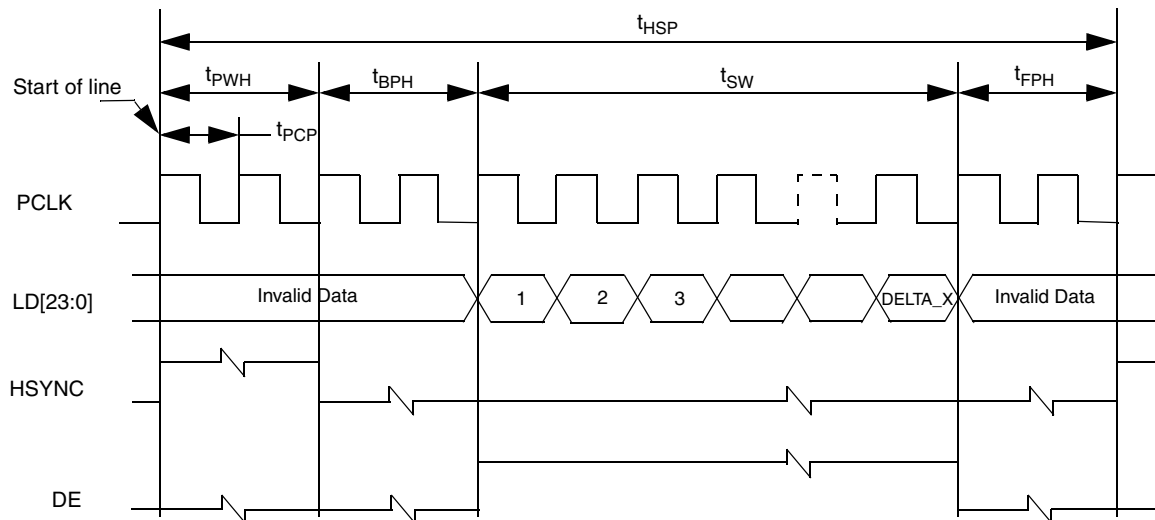 tHSP
tPWH tBPH tSW tFPH
Start of line
tPCP
PCLK
LD[23:0] Invalid Data 1 2 3 DELTA_X Invalid Data
HSYNC
DE